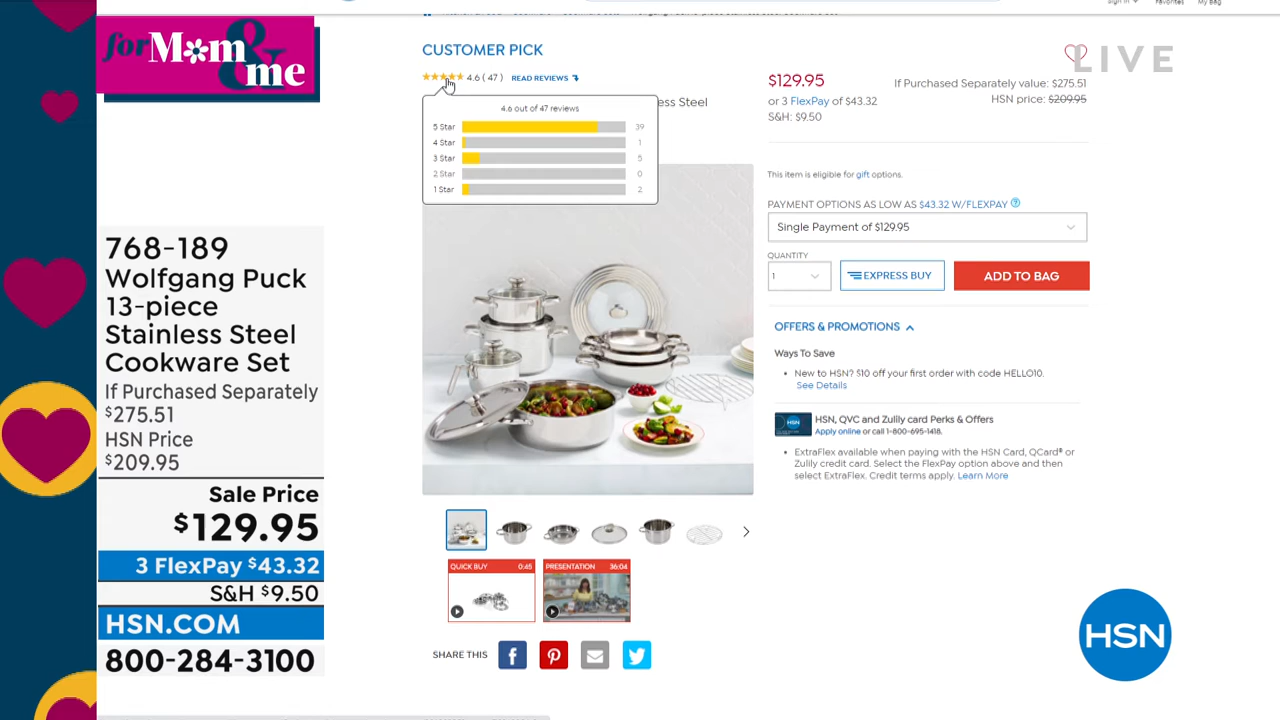 for Mom
& me
768-189
Wolfgang Puck
13-piece
Stainless Steel
Cookware Set
If Purchased Separately
$275.51
HSN Price
$209.95
Sale Price
$129.95
3 FlexPay $43.32
S&H $9.50
HSN.COM
800-284-3100
Sign In
Favorites
My Bag
CUSTOMER PICK
4.6 (47) READ REVIEWS
Steel
4.6 out of 47 reviews
5 Star 39
4 Star 1
3 Star 5
2 Star 0
1 Star 2
QUICK BUY 0:45
PRESENTATION 36:04
SHARE THIS
LIVE
$129.95
or 3 FlexPay of $43.32
S&H: $9.50
If Purchased Separately value: $275.51
HSN price: $209.95
This item is eligible for gift options.
PAYMENT OPTIONS AS LOW AS $43.32 W/FLEXPAY ?
Single Payment of $129.95
QUANTITY
1
EXPRESS BUY
ADD TO BAG
OFFERS & PROMOTIONS
Ways To Save
• New to HSN? $10 off your first order with code HELLO10.
See Details
HSN
HSN, QVC and Zulily card Perks & Offers
Apply online or call 1-800-695-1418.
• ExtraFlex available when paying with the HSN Card, QCard® or
Zulily credit card. Select the FlexPay option above and then
select ExtraFlex. Credit terms apply. Learn More
HSN